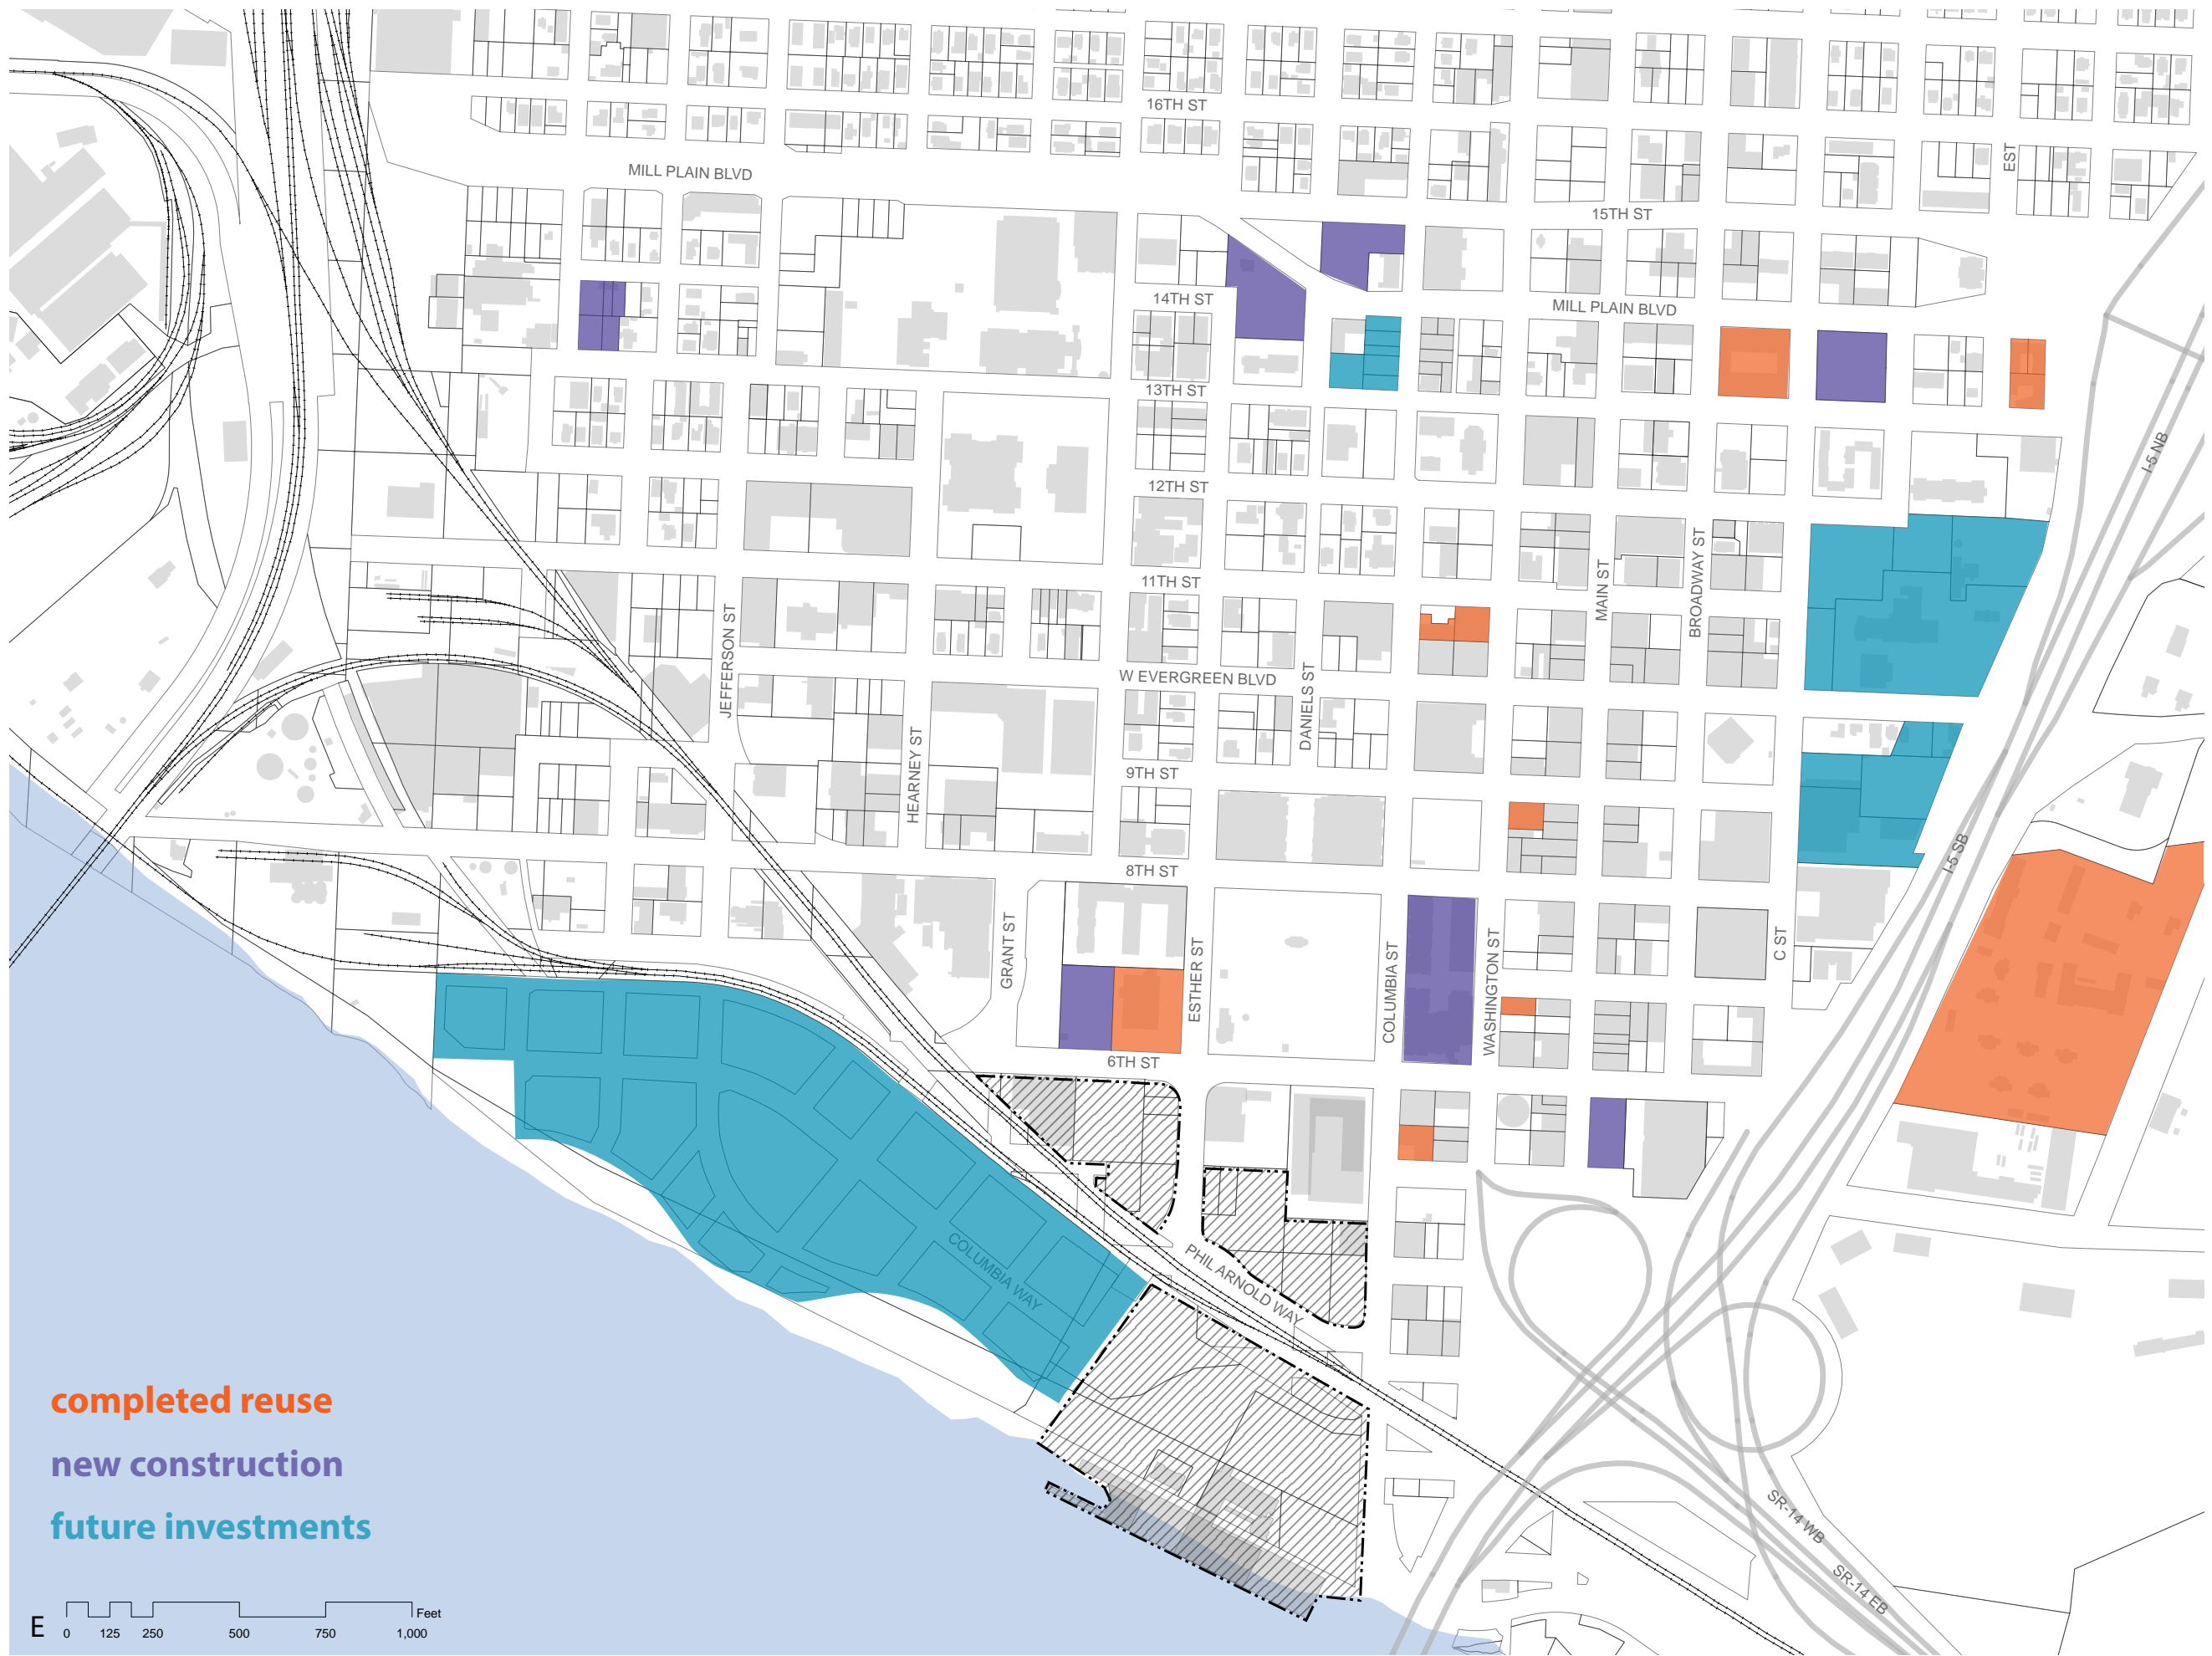 16TH ST
MILL PLAIN BLVD
EST
15TH ST
14TH ST
MILL PLAIN BLVD
13TH ST
I-5 NB
12TH ST
11TH ST
MAIN ST
BROADWAY ST
JEFFERSON ST
W EVERGREEN BLVD
DANIELS ST
HEARNEY ST
9TH ST
I-5 SB
8TH ST
GRANT ST
ESTHER ST
COLUMBIA ST
WASHINGTON ST
C ST
6TH ST
COLUMBIA WAY
PHIL ARNOLD WAY
completed reuse
new construction
future investments
SR-14 WB
SR-14 EB
E
Feet
0 125 250 500 750 1,000